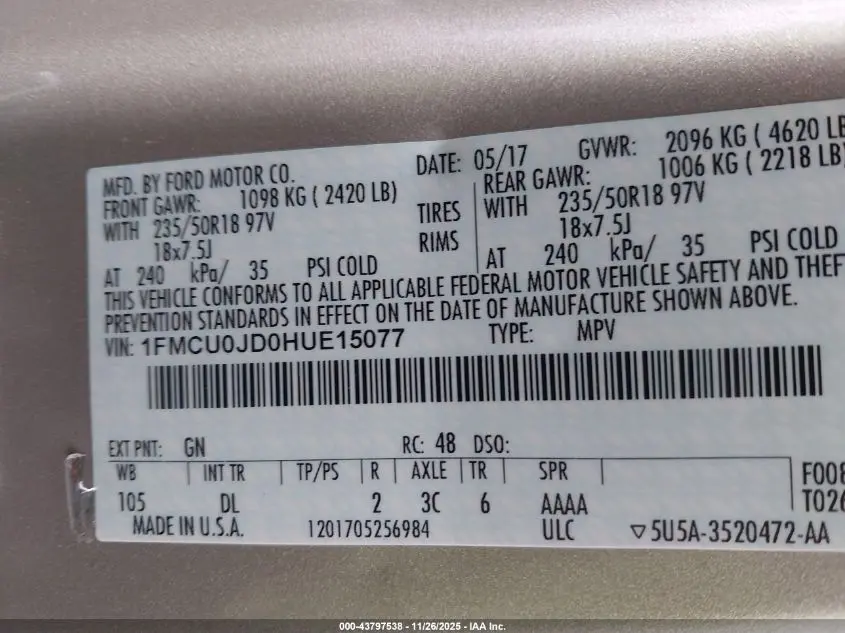 MFD. BY FORD MOTOR CO. DATE: 05/17 GVWR: 2096 KG ( 4620 LB
FRONT GAWR: 1098 KG ( 2420 LB) REAR GAWR: 1006 KG ( 2218 LB)
WITH 235/50R18 97V TIRES WITH 235/50R18 97V
18x7.5J RIMS 18x7.5J
AT 240 kPa/ 35 PSI COLD AT 240 kPa/ 35 PSI COLD
THIS VEHICLE CONFORMS TO ALL APPLICABLE FEDERAL MOTOR VEHICLE SAFETY AND THEFT
PREVENTION STANDARDS IN EFFECT ON THE DATE OF MANUFACTURE SHOWN ABOVE.
VIN: 1FMCU0JD0HUE15077 TYPE: MPV
EXT PNT: GN RC: 48 DSO:
WB INT TR TP/PS R AXLE TR SPR F008
105 DL 2 3C 6 AAAA T026
MADE IN U.S.A. 1201705256984 ULC ▽5U5A-3520472-AA
000-43797538 - 11/26/2025 - IAA Inc.